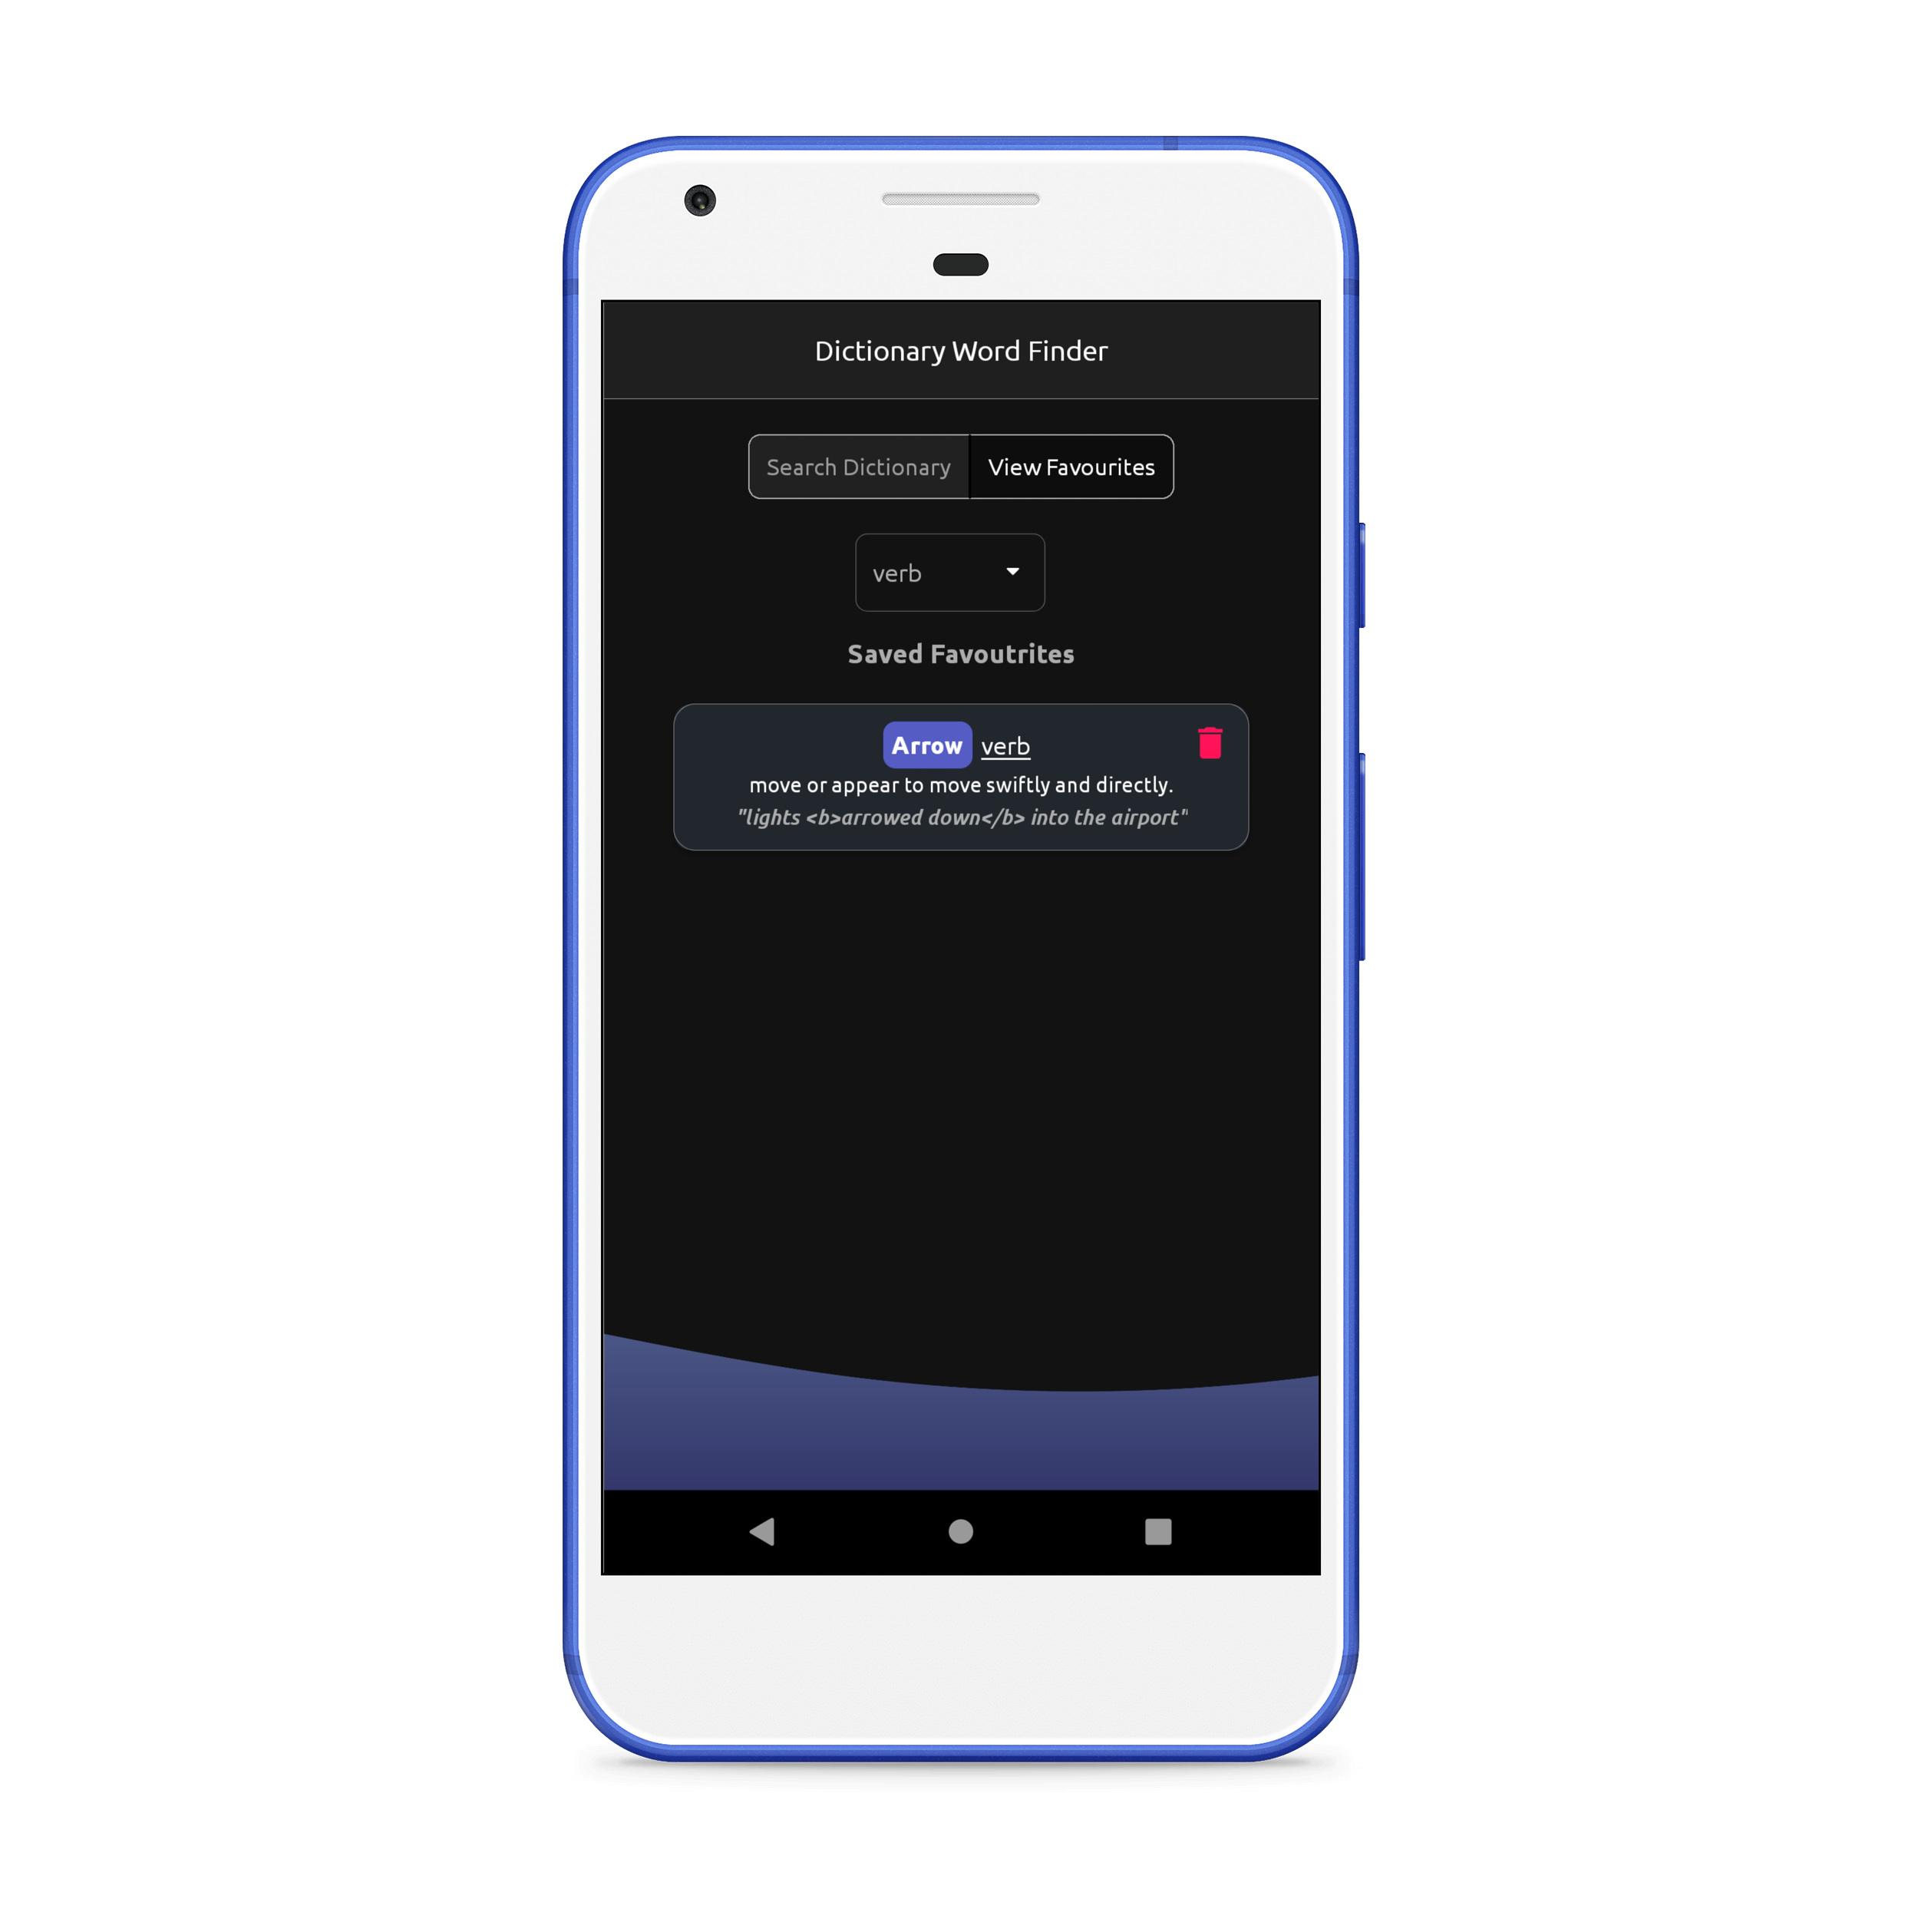 Dictionary Word Finder
Search Dictionary View Favourites
verb
Saved Favoutrites
Arrow verb
move or appear to move swiftly and directly.
"lights <b>arrowed down</b> into the airport"